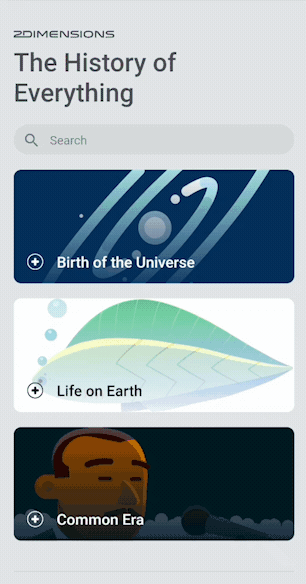 2DIMENSIONS
The History of
Everything
Search
Birth of the Universe
Life on Earth
Common Era